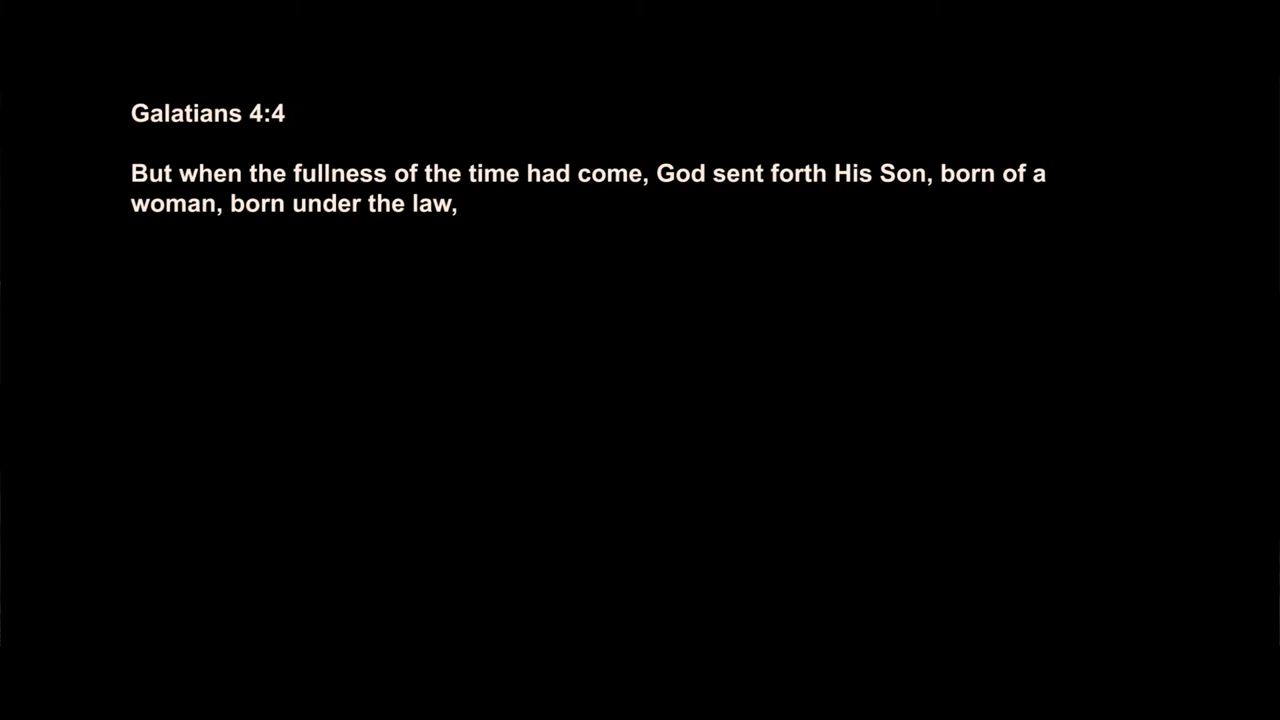 Galatians 4:4
But when the fullness of the time had come, God sent forth His Son, born of a
woman, born under the law,